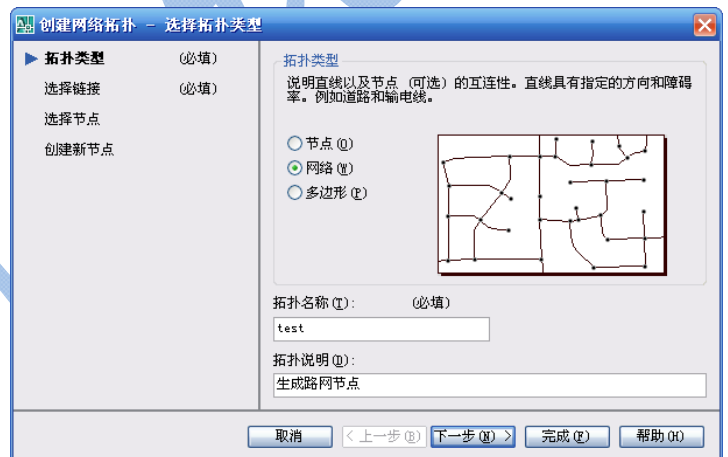 创建网络拓扑 - 选择拓扑类型
拓扑类型 (必填)
选择链接 (必填)
选择节点
创建新节点
拓扑类型
说明直线以及节点 (可选) 的互连性。直线具有指定的方向和障碍
率。例如道路和输电线。
节点(O)
网络(W)
多边形(P)
拓扑名称(T): (必填)
test
拓扑说明(D):
生成路网节点
取消 < 上一步(B) 下一步(N) > 完成(F) 帮助(H)